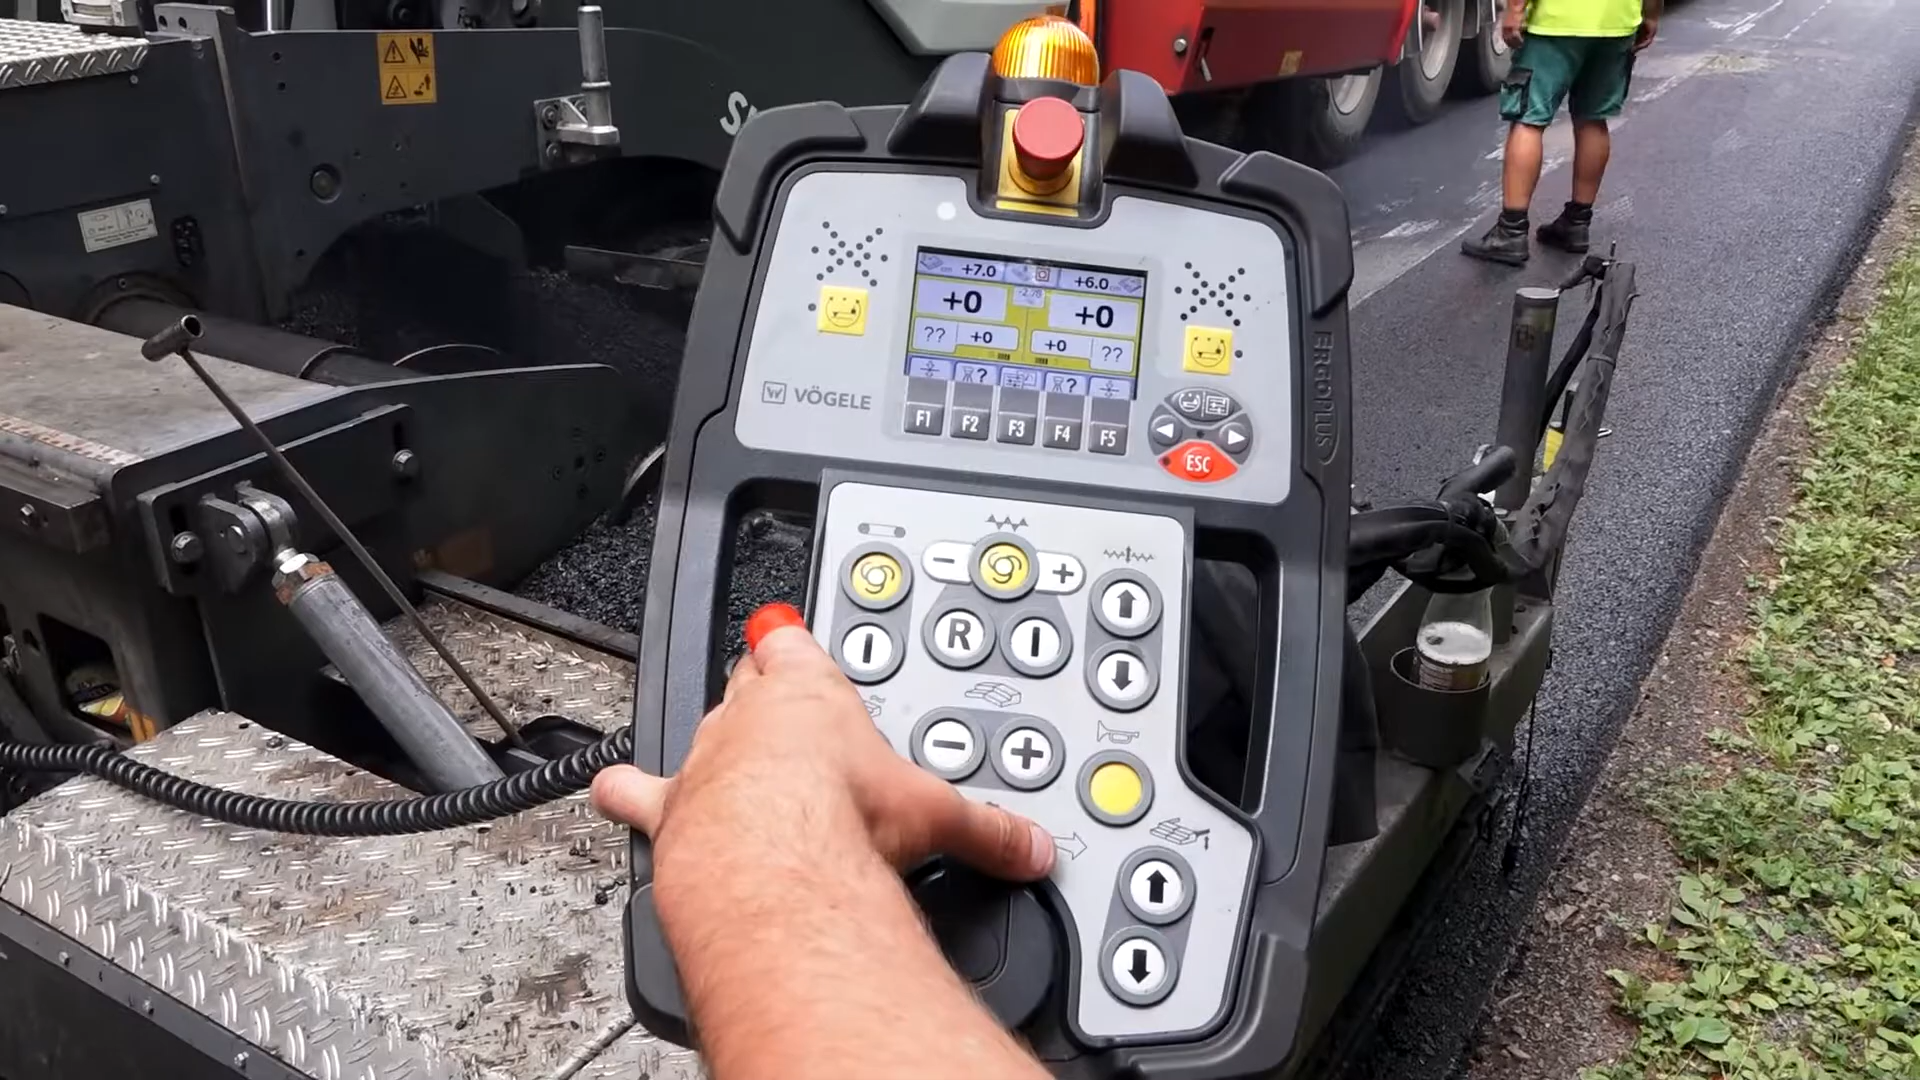 S
+7.0
+6.0
+0
+0
??
+0
+0
??
?
?
VÖGELE
F1
F2
F3
F4
F5
ESC
ERGOPLUS
R